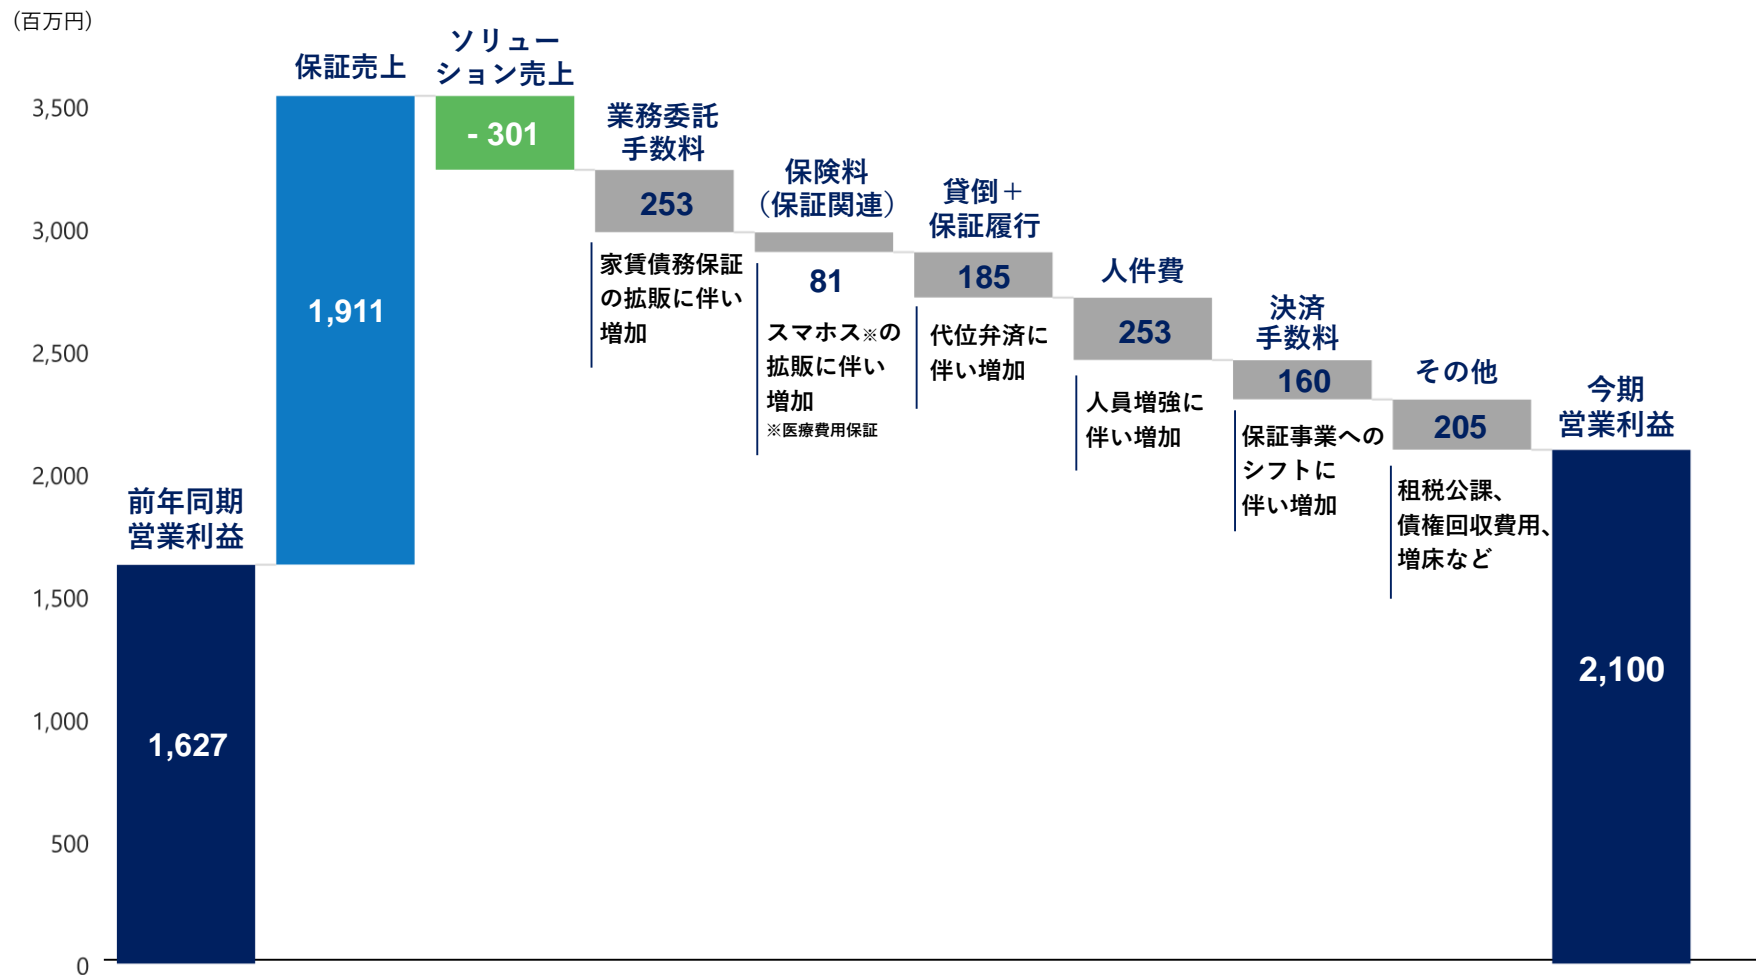 （百万円）
3,500
3,000
2,500
2,000
1,500
1,000
500
0
前年同期
営業利益
1,627
保証売上
1,911
ソリュー
ション売上
- 301
業務委託
手数料
253
家賃債務保証
の拡販に伴い
増加
保険料
（保証関連）
81
スマホス※の
拡販に伴い
増加
※医療費用保証
貸倒＋
保証履行
185
代位弁済に
伴い増加
人件費
253
人員増強に
伴い増加
決済
手数料
160
保証事業への
シフトに
伴い増加
その他
205
租税公課、
債権回収費用、
増床など
今期
営業利益
2,100